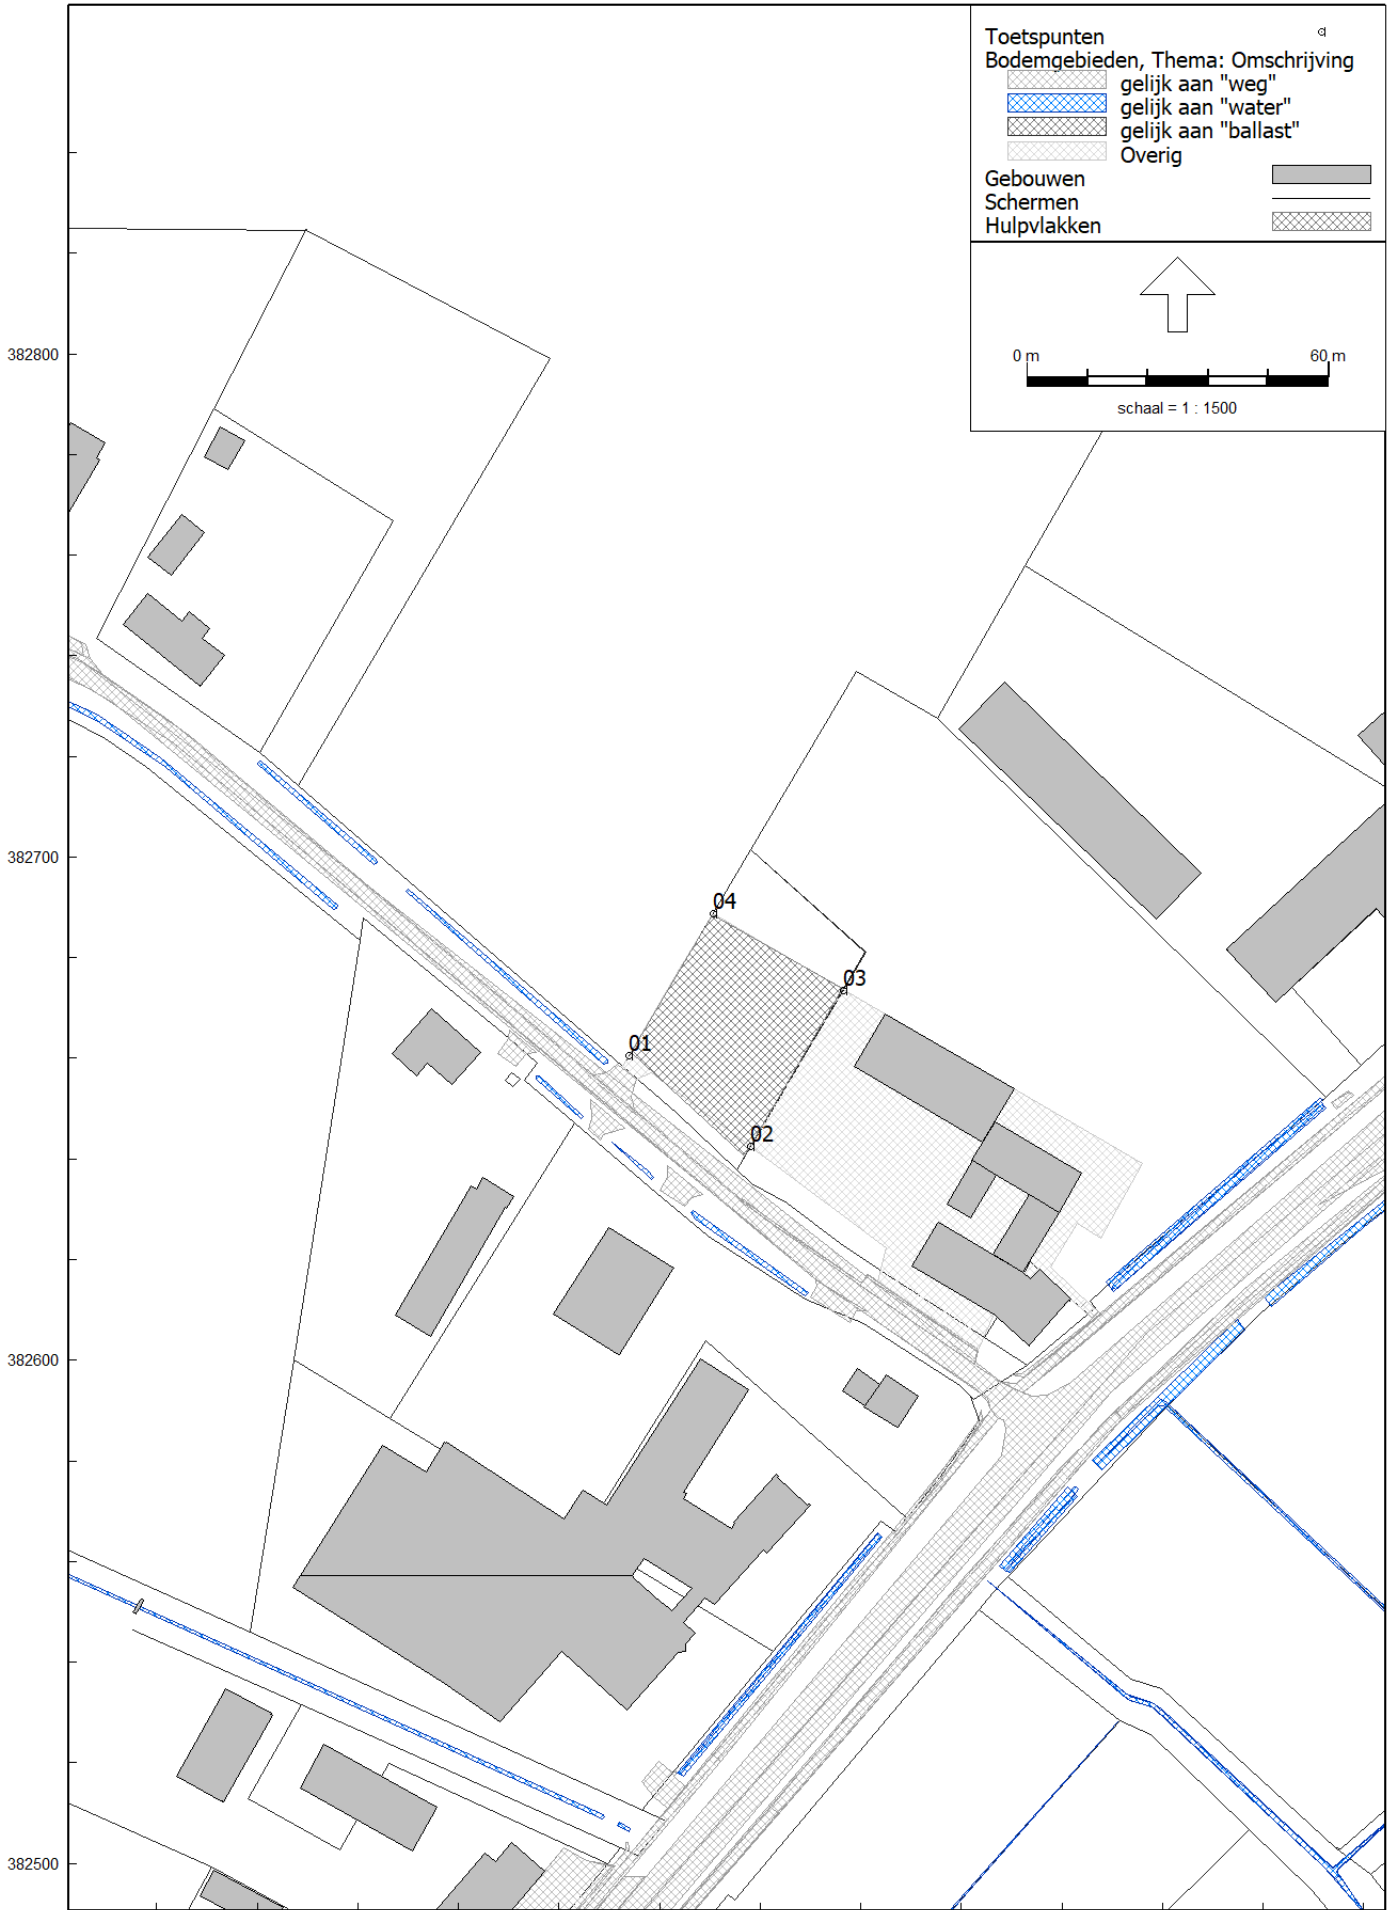 Toetspunten
Bodemgebieden, Thema: Omschrijving
gelijk aan "weg"
gelijk aan "water"
gelijk aan "ballast"
Overig
Gebouwen
Schermen
Hulpvlakken
0 m 60 m
schaal = 1 : 1500
382800
382700
04
03
01
02
382600
382500